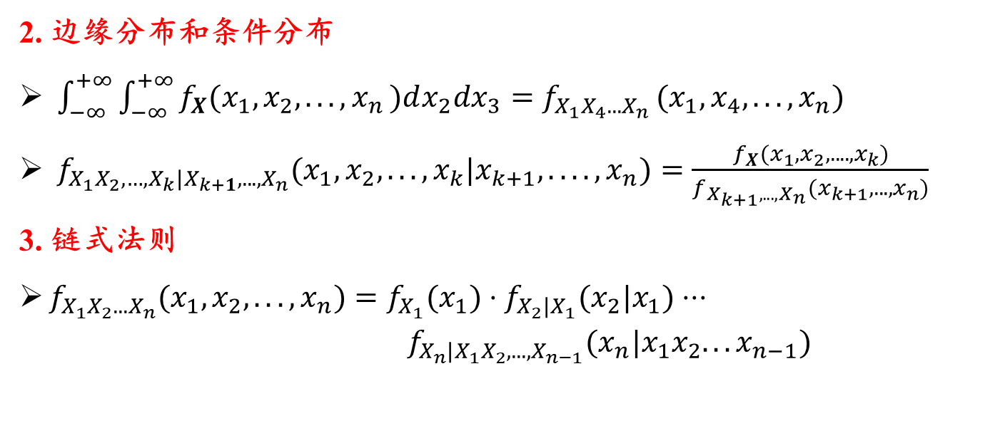 2. 边缘分布和条件分布
➢ ∫_{-∞}^{+∞} ∫_{-∞}^{+∞} f_X(x_1, x_2, ..., x_n)dx_2dx_3 = f_{X_1X_4...X_n}(x_1, x_4, ..., x_n)
➢ f_{X_1X_2,...,X_k|X_{k+1},...,X_n}(x_1, x_2, ..., x_k|x_{k+1}, ...., x_n) = \frac{f_X(x_1,x_2,....,x_k)}{f_{X_{k+1},...,X_n}(x_{k+1},...,x_n)}
3. 链式法则
➢ f_{X_1X_2...X_n}(x_1, x_2, ..., x_n) = f_{X_1}(x_1) · f_{X_2|X_1}(x_2|x_1) ⋯
f_{X_n|X_1X_2,...,X_{n-1}}(x_n|x_1x_2...x_{n-1})